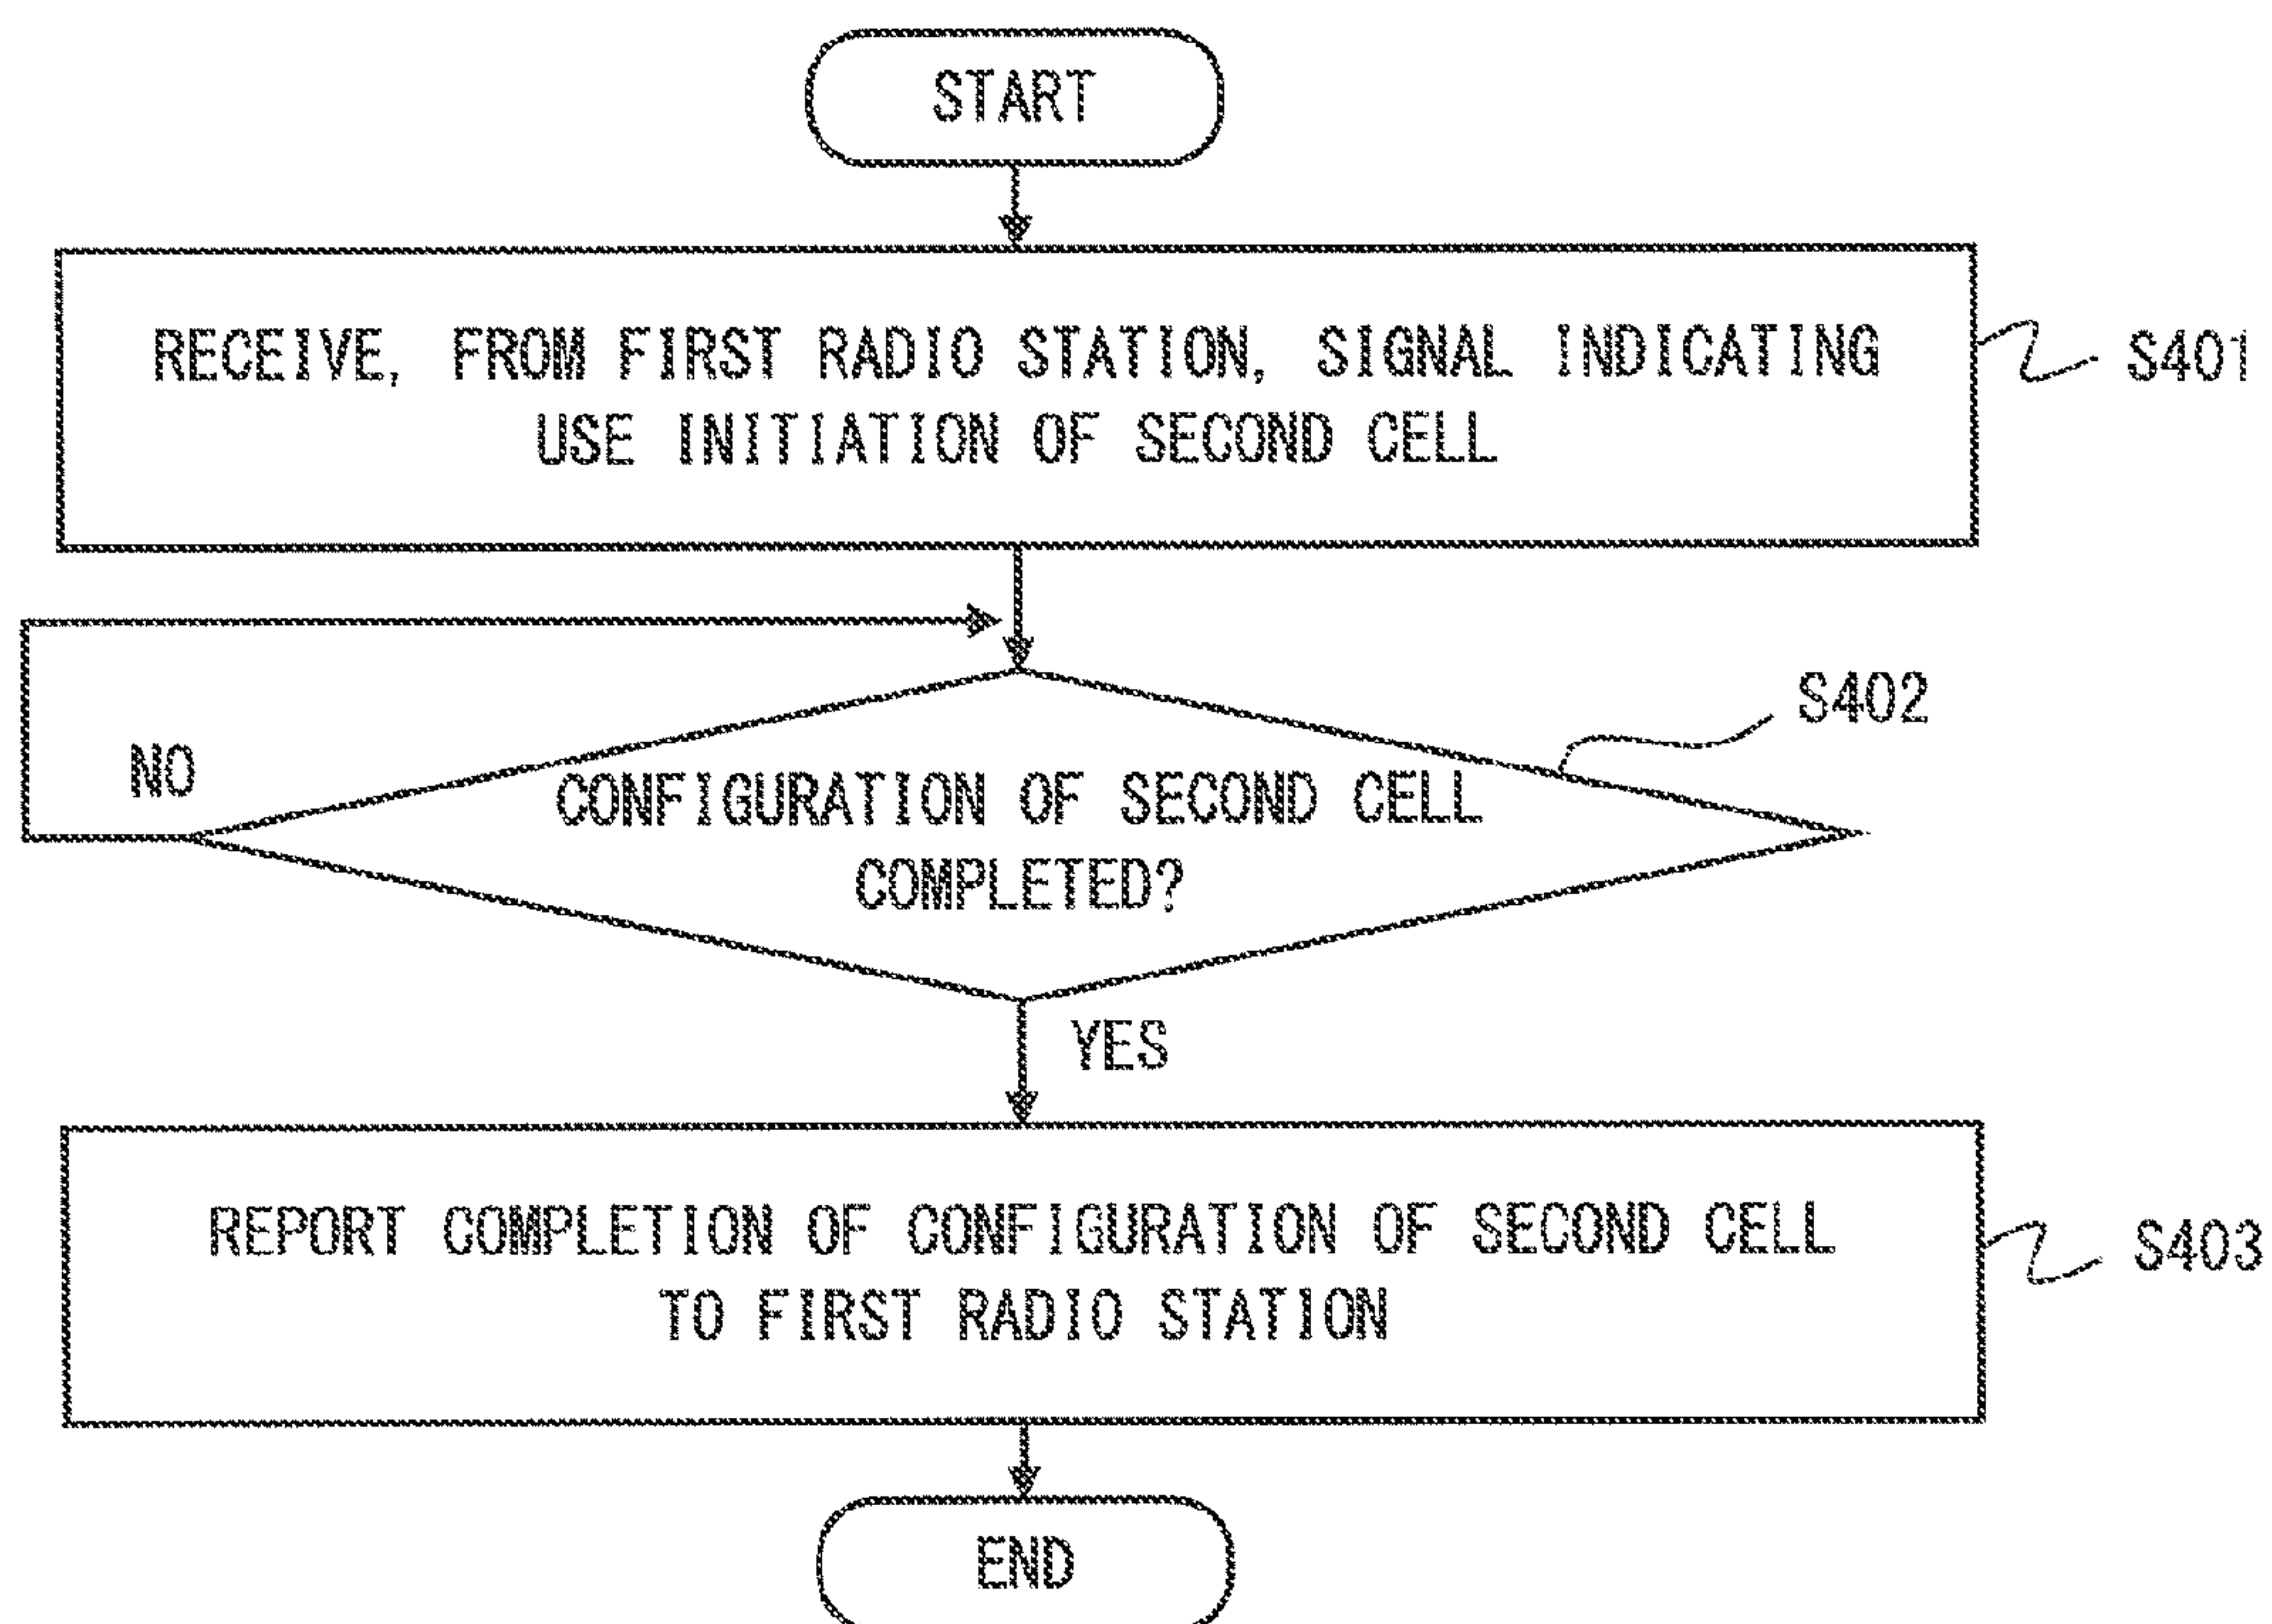 START
RECEIVE, FROM FIRST RADIO STATION, SIGNAL INDICATING
USE INITIATION OF SECOND CELL
S401
S402
NO
CONFIGURATION OF SECOND CELL
COMPLETED?
YES
REPORT COMPLETION OF CONFIGURATION OF SECOND CELL
TO FIRST RADIO STATION
S403
END